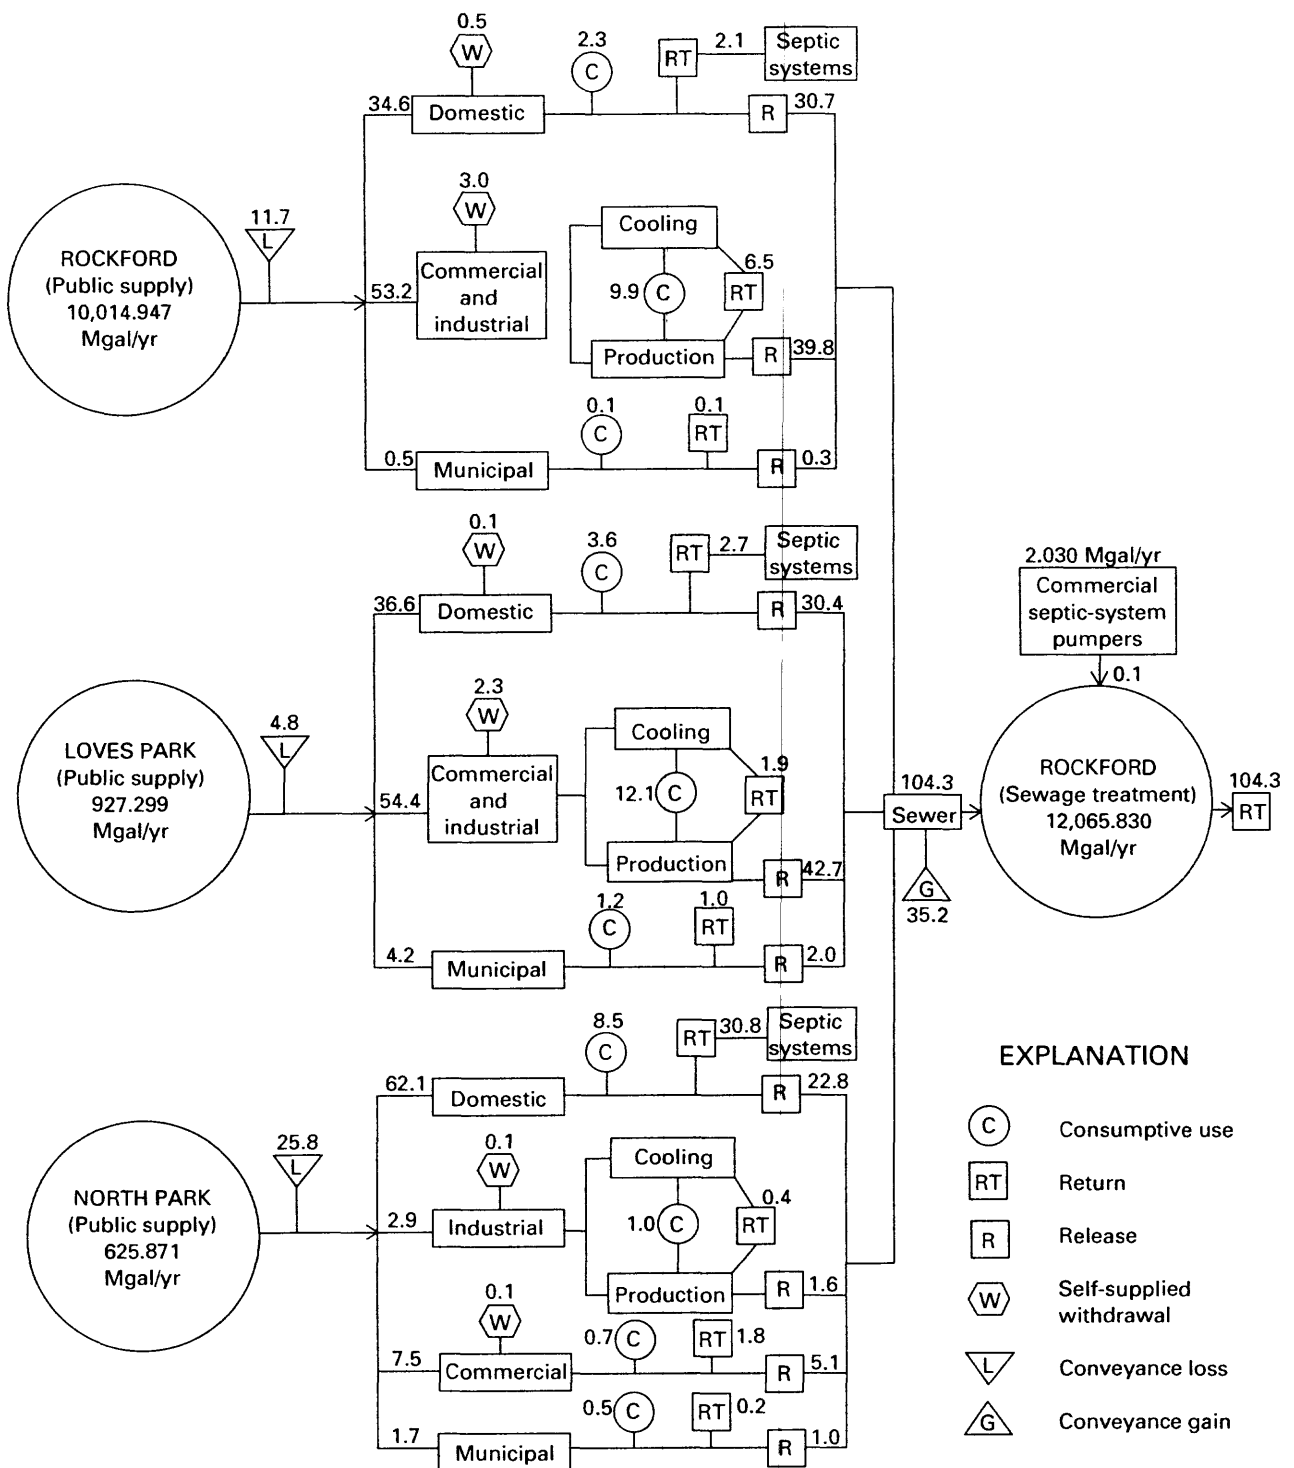 0.5
W
2.3
C
RT
2.1
Septic
systems
34.6
Domestic
R
30.7
3.0
W
ROCKFORD
(Public supply)
10,014.947
Mgal/yr
11.7
L
53.2
Commercial
and
industrial
Cooling
9.9
C
6.5
RT
Production
R
39.8
0.1
C
0.1
RT
0.5
Municipal
R
0.3
0.1
W
3.6
C
RT
2.7
Septic
systems
36.6
Domestic
R
30.4
2.3
W
LOVES PARK
(Public supply)
927.299
Mgal/yr
4.8
L
54.4
Commercial
and
industrial
Cooling
12.1
C
1.9
RT
Production
R
42.7
1.2
C
1.0
RT
4.2
Municipal
R
2.0
2.030 Mgal/yr
Commercial
septic-system
pumpers
0.1
104.3
Sewer
G
35.2
ROCKFORD
(Sewage treatment)
12,065.830
Mgal/yr
104.3
RT
8.5
C
RT
30.8
Septic
systems
62.1
Domestic
R
22.8
NORTH PARK
(Public supply)
625.871
Mgal/yr
25.8
L
0.1
W
2.9
Industrial
Cooling
1.0
C
0.4
RT
Production
R
1.6
0.1
W
0.7
C
RT
1.8
7.5
Commercial
R
5.1
0.5
C
RT
0.2
1.7
Municipal
R
1.0
EXPLANATION
C Consumptive use
RT Return
R Release
W Self-supplied
withdrawal
L Conveyance loss
G Conveyance gain